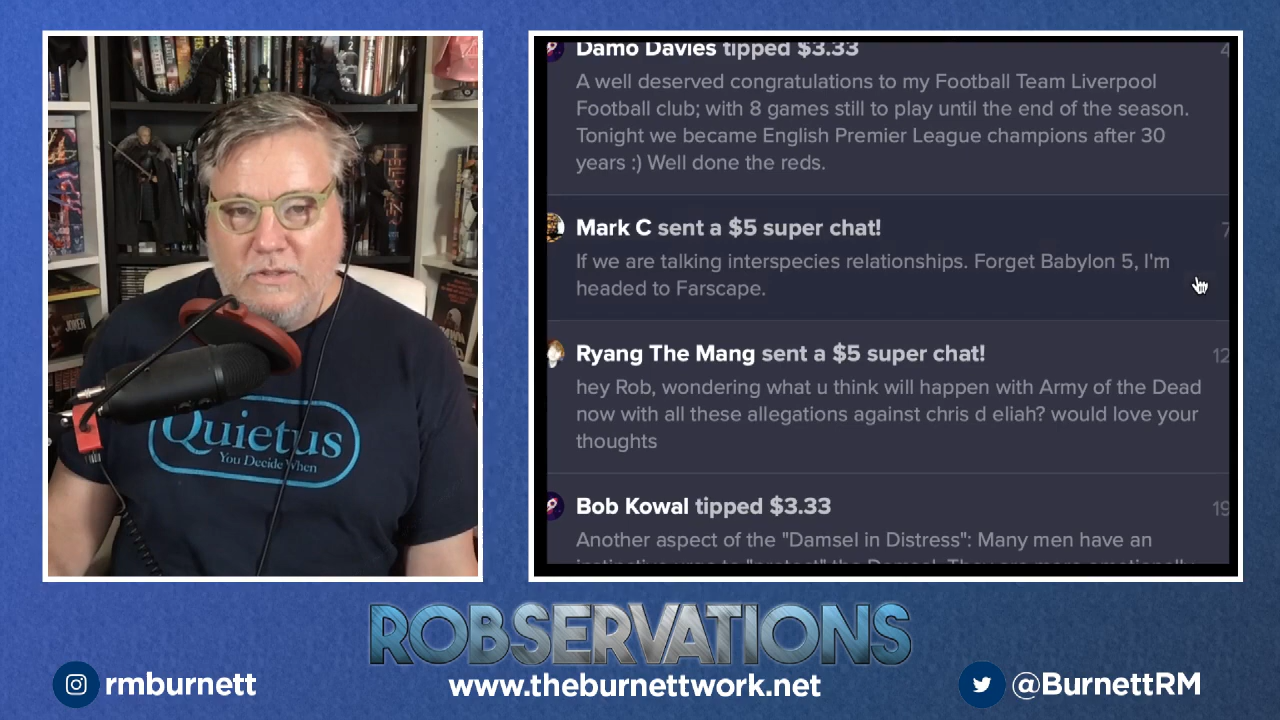 Damo Davies tipped $3.33
A well deserved congratulations to my Football Team Liverpool
Football club; with 8 games still to play until the end of the season.
Tonight we became English Premier League champions after 30
years :) Well done the reds.
Mark C sent a $5 super chat!
If we are talking interspecies relationships. Forget Babylon 5, I'm
headed to Farscape.
Ryang The Mang sent a $5 super chat!
12
hey Rob, wondering what u think will happen with Army of the Dead
now with all these allegations against chris d eliah? would love your
thoughts
Bob Kowal tipped $3.33
19
Another aspect of the "Damsel in Distress": Many men have an
JOKER
Quietus
You Decide When
ROBSERVATIONS
rmburnett
www.theburnettwork.net
@BurnettRM